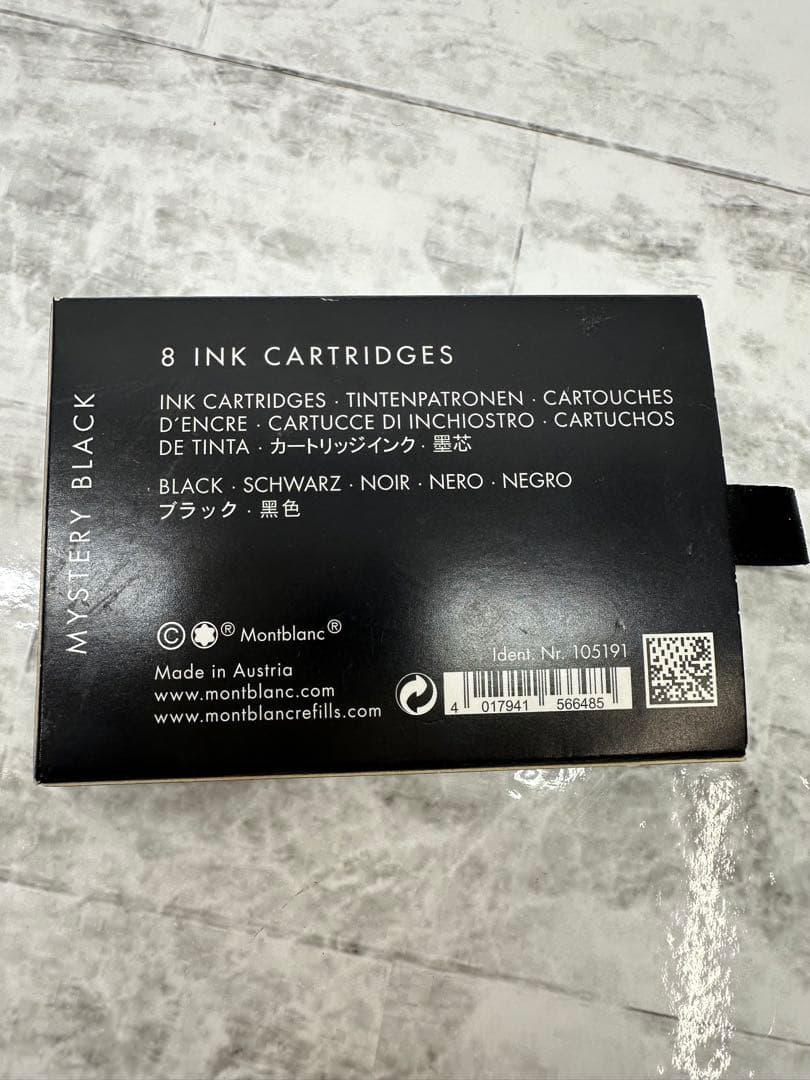 MYSTERY BLACK
8 INK CARTRIDGES
INK CARTRIDGES · TINTENPATRONEN · CARTOUCHES
D'ENCRE · CARTUCCE DI INCHIOSTRO · CARTUCHOS
DE TINTA · カートリッジインク · 墨芯
BLACK · SCHWARZ · NOIR · NERO · NEGRO
ブラック · 黑色
© ® Montblanc®
Made in Austria
www.montblanc.com
www.montblancrefills.com
Ident. Nr. 105191
4 017941 566485